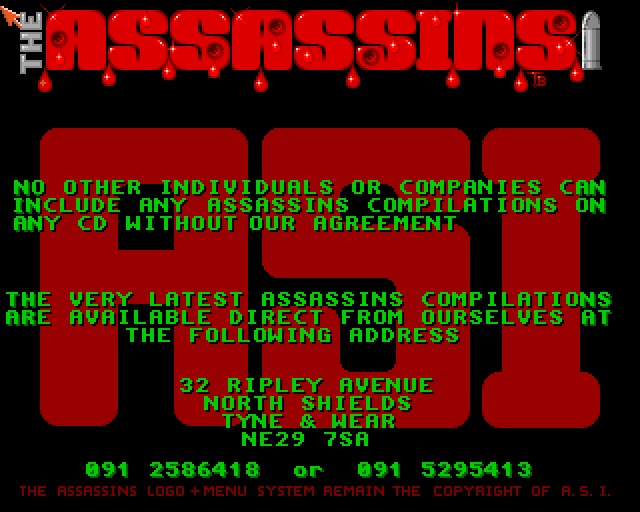 THE ASSASSINS
TB
ASI
NO OTHER INDIVIDUALS OR COMPANIES CAN
INCLUDE ANY ASSASSINS COMPILATIONS ON
ANY CD WITHOUT OUR AGREEMENT
THE VERY LATEST ASSASSINS COMPILATIONS
ARE AVAILABLE DIRECT FROM OURSELVES AT
THE FOLLOWING ADDRESS
32 RIPLEY AVENUE
NORTH SHIELDS
TYNE & WEAR
NE29 7SA
091 2586418 or 091 5295413
THE ASSASSINS LOGO + MENU SYSTEM REMAIN THE COPYRIGHT OF A.S.I.